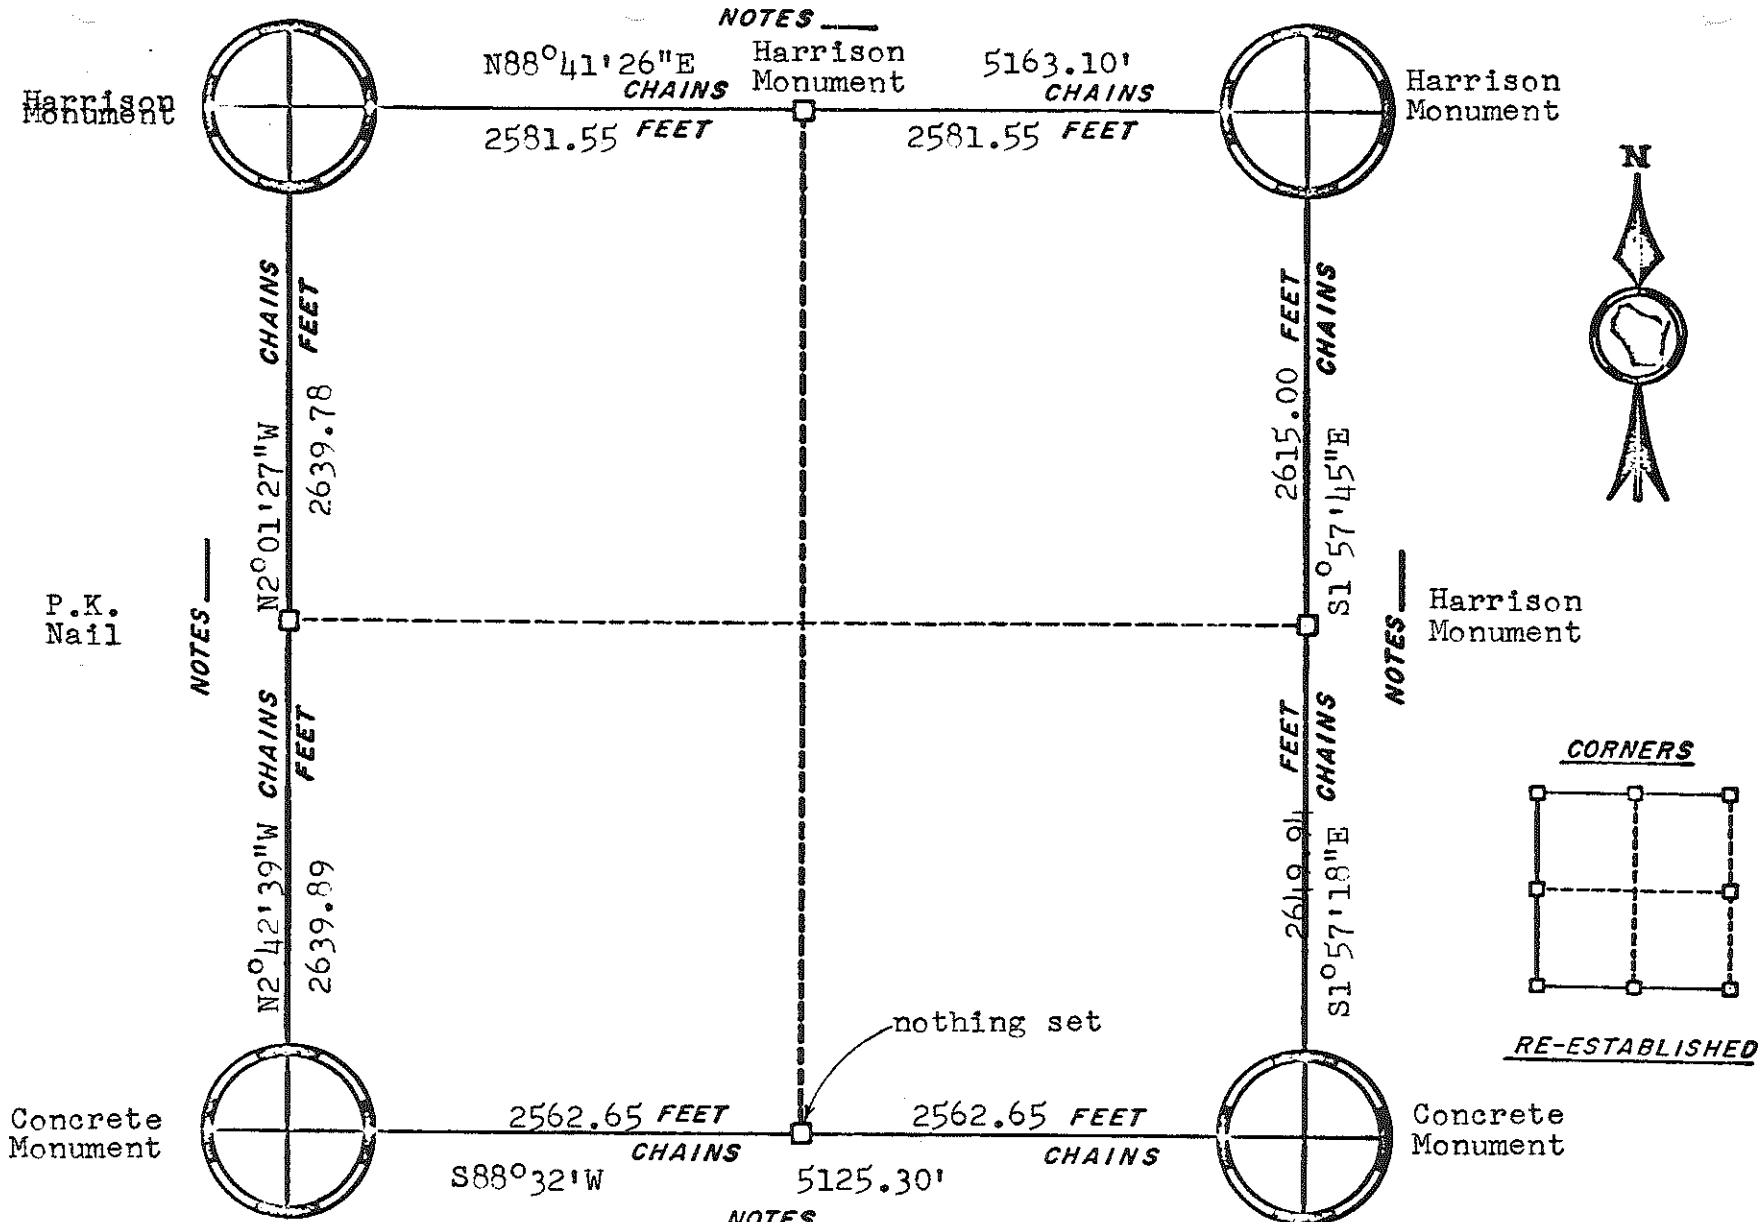 NOTES
N88°41'26"E
Harrison
Monument
5163.10'
CHAINS
CHAINS
Harrison
Monument
Harrison
Monument
2581.55 FEET
2581.55 FEET
N
N2°01'27"W CHAINS
2639.78 FEET
2615.00 FEET
S1°57'45"E CHAINS
P.K.
Nail
NOTES
NOTES
Harrison
Monument
N2°42'39"W CHAINS
2639.89 FEET
2649.94 FEET
S1°57'18"E CHAINS
CORNERS
RE-ESTABLISHED
nothing set
Concrete
Monument
2562.65 FEET
2562.65 FEET
CHAINS
CHAINS
Concrete
Monument
S88°32'W
5125.30'
NOTES